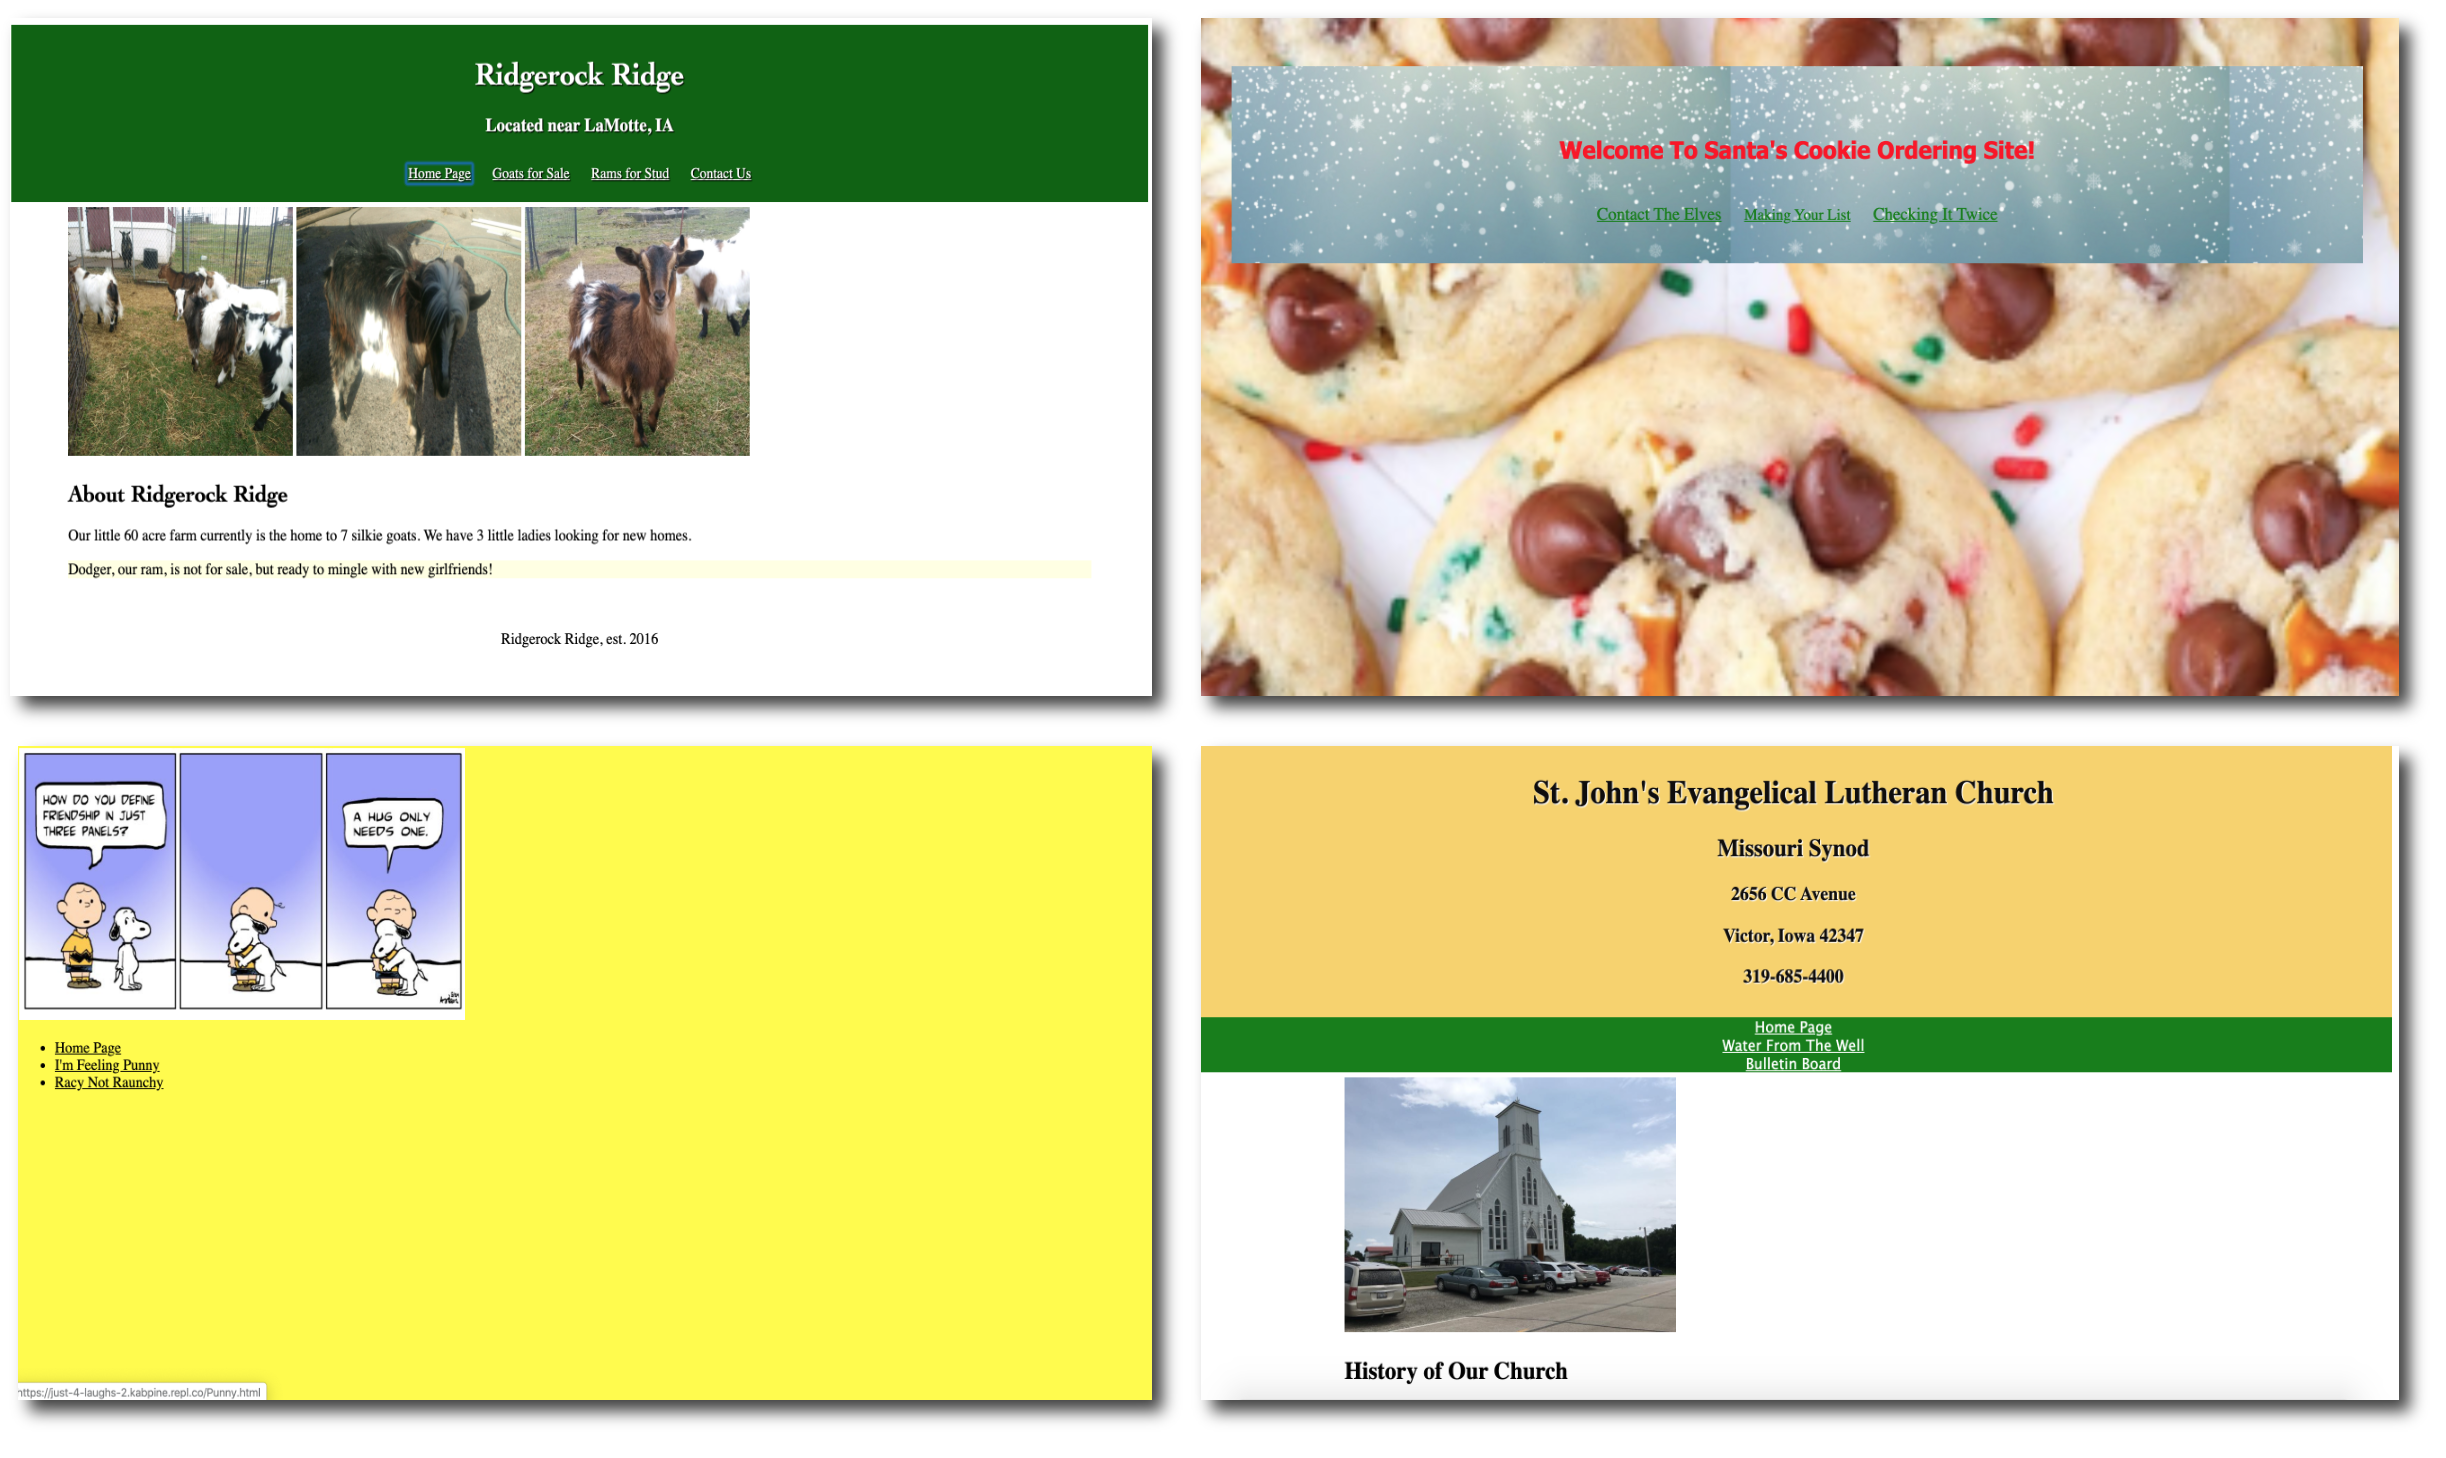 Ridgerock Ridge
Located near LaMotte, IA
Home Page Goats for Sale Rams for Stud Contact Us
About Ridgerock Ridge
Our little 60 acre farm currently is the home to 7 silkie goats. We have 3 little ladies looking for new homes.
Dodger, our ram, is not for sale, but ready to mingle with new girlfriends!
Ridgerock Ridge, est. 2016
Welcome To Santa's Cookie Ordering Site!
Contact The Elves Making Your List Checking It Twice
HOW DO YOU DEFINE
FRIENDSHIP IN JUST
THREE PANELS?
A HUG ONLY
NEEDS ONE.
Home Page
I'm Feeling Punny
Racy Not Raunchy
https://just-4-laughs-2.kabpine.repl.co/Punny.html
St. John's Evangelical Lutheran Church
Missouri Synod
2656 CC Avenue
Victor, Iowa 42347
319-685-4400
Home Page
Water From The Well
Bulletin Board
History of Our Church